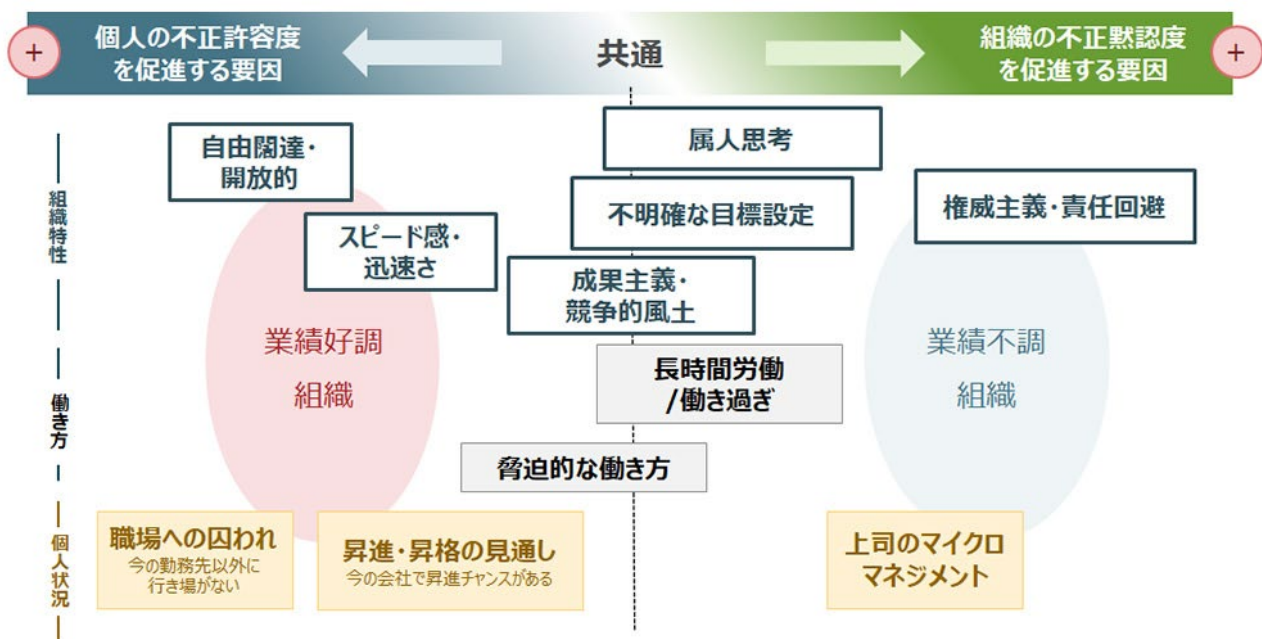 +
個人の不正許容度
を促進する要因
共通
組織の不正黙認度
を促進する要因
+
組織特性
自由闊達・
開放的
スピード感・
迅速さ
属人思考
不明確な目標設定
成果主義・
競争的風土
権威主義・責任回避
業績好調
組織
業績不調
組織
働き方
長時間労働
/働き過ぎ
脅迫的な働き方
個人状況
職場への囚われ
今の勤務先以外に
行き場がない
昇進・昇格の見通し
今の会社で昇進チャンスがある
上司のマイクロ
マネジメント